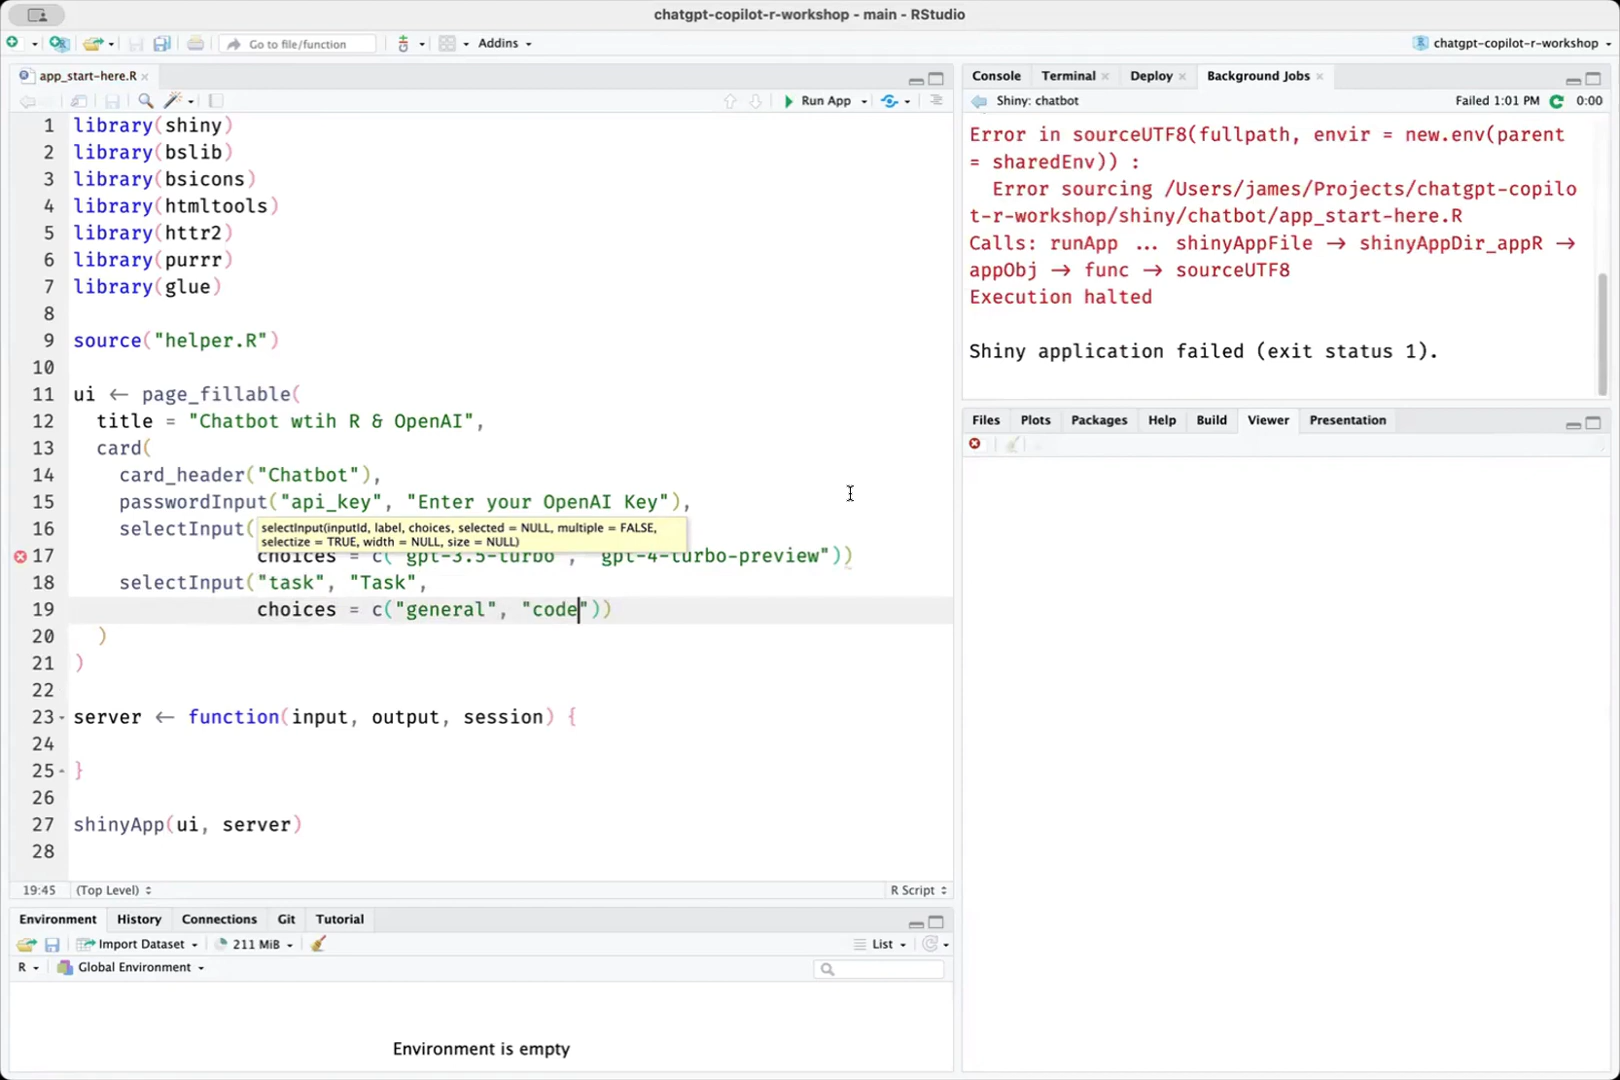 chatgpt-copilot-r-workshop - main - RStudio
Go to file/function
Addins
chatgpt-copilot-r-workshop
app_start-here.R
Run App
1 library(shiny)
2 library(bslib)
3 library(bsicons)
4 library(htmltools)
5 library(httr2)
6 library(purrr)
7 library(glue)
8
9 source("helper.R")
10
11 ui ← page_fillable(
12 title = "Chatbot wtih R & OpenAI",
13 card(
14 card_header("Chatbot"),
15 passwordInput("api_key", "Enter your OpenAI Key"),
16 selectInput(
selectInput(inputId, label, choices, selected = NULL, multiple = FALSE,
selectize = TRUE, width = NULL, size = NULL)
17 choices = c("gpt-3.5-turbo", "gpt-4-turbo-preview"))
18 selectInput("task", "Task",
19 choices = c("general", "code"))
20 )
21 )
22
23 server ← function(input, output, session) {
24
25 }
26
27 shinyApp(ui, server)
28
19:45 (Top Level) R Script
Environment History Connections Git Tutorial
Import Dataset 211 MiB List
R Global Environment
Environment is empty
Console Terminal Deploy Background Jobs
Shiny: chatbot Failed 1:01 PM 0:00
Error in sourceUTF8(fullpath, envir = new.env(parent
= sharedEnv)) :
Error sourcing /Users/james/Projects/chatgpt-copilo
t-r-workshop/shiny/chatbot/app_start-here.R
Calls: runApp ... shinyAppFile → shinyAppDir_appR →
appObj → func → sourceUTF8
Execution halted
Shiny application failed (exit status 1).
Files Plots Packages Help Build Viewer Presentation